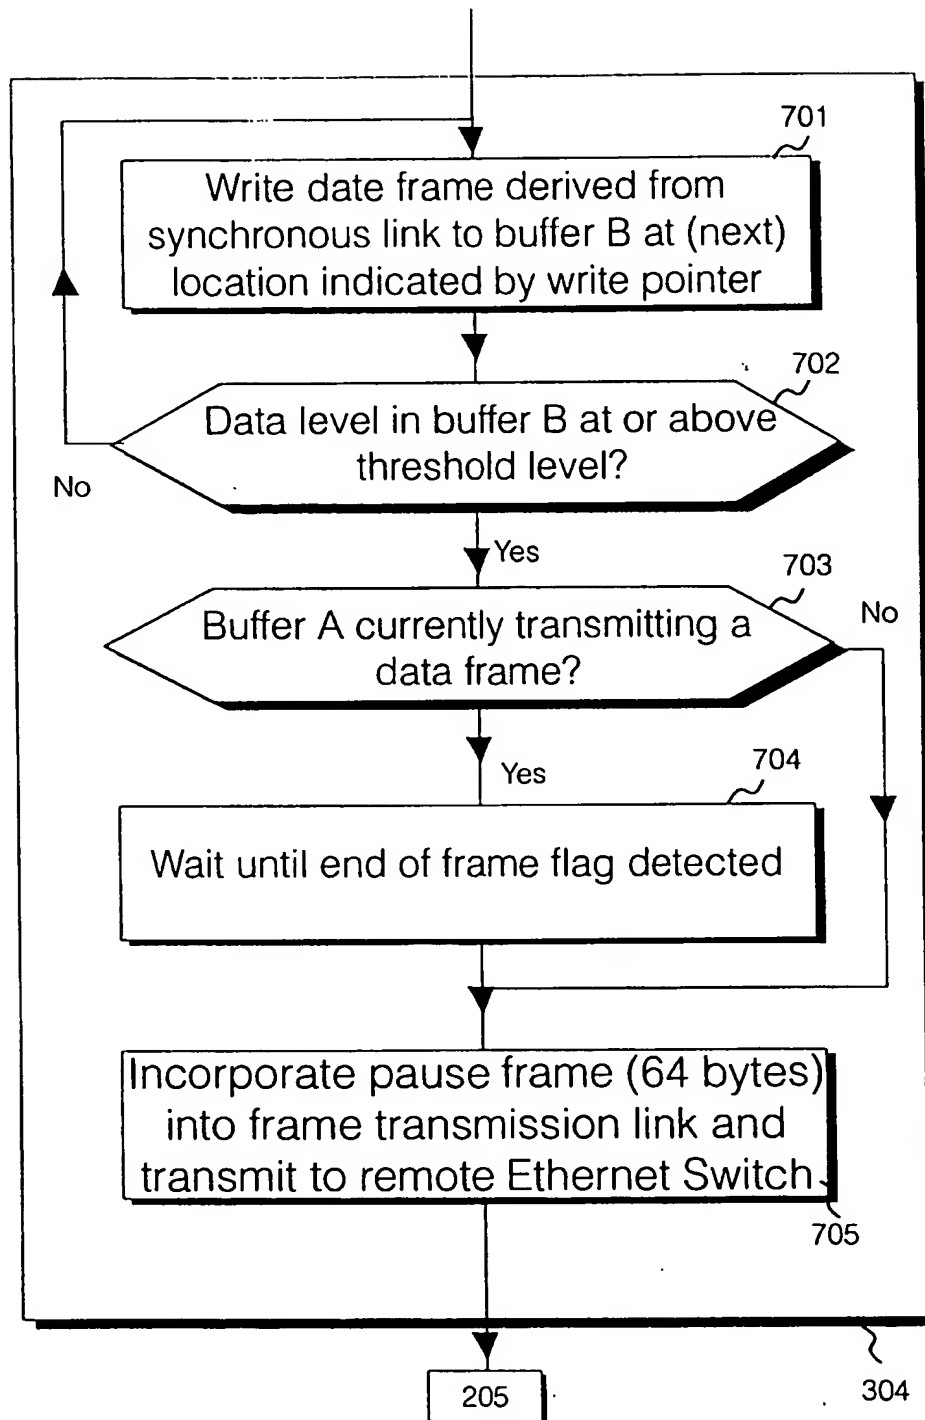 701
Write date frame derived from
synchronous link to buffer B at (next)
location indicated by write pointer
702
Data level in buffer B at or above
threshold level?
No
Yes
703
Buffer A currently transmitting a
data frame?
No
Yes
704
Wait until end of frame flag detected
Incorporate pause frame (64 bytes)
into frame transmission link and
transmit to remote Ethernet Switch
705
304
205